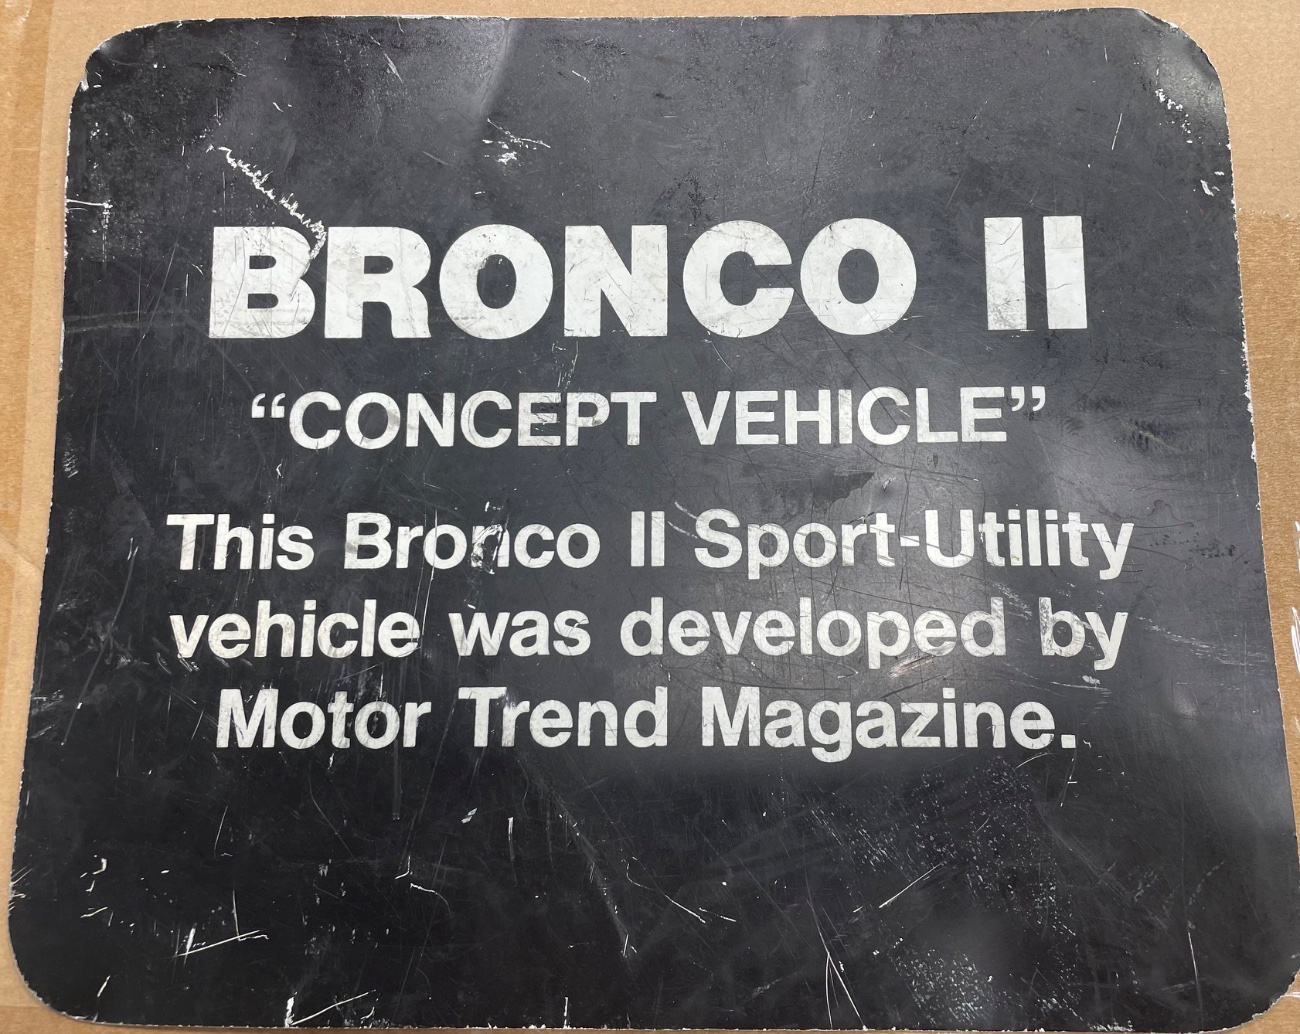 BRONCO II
“CONCEPT VEHICLE”
This Bronco II Sport-Utility
vehicle was developed by
Motor Trend Magazine.